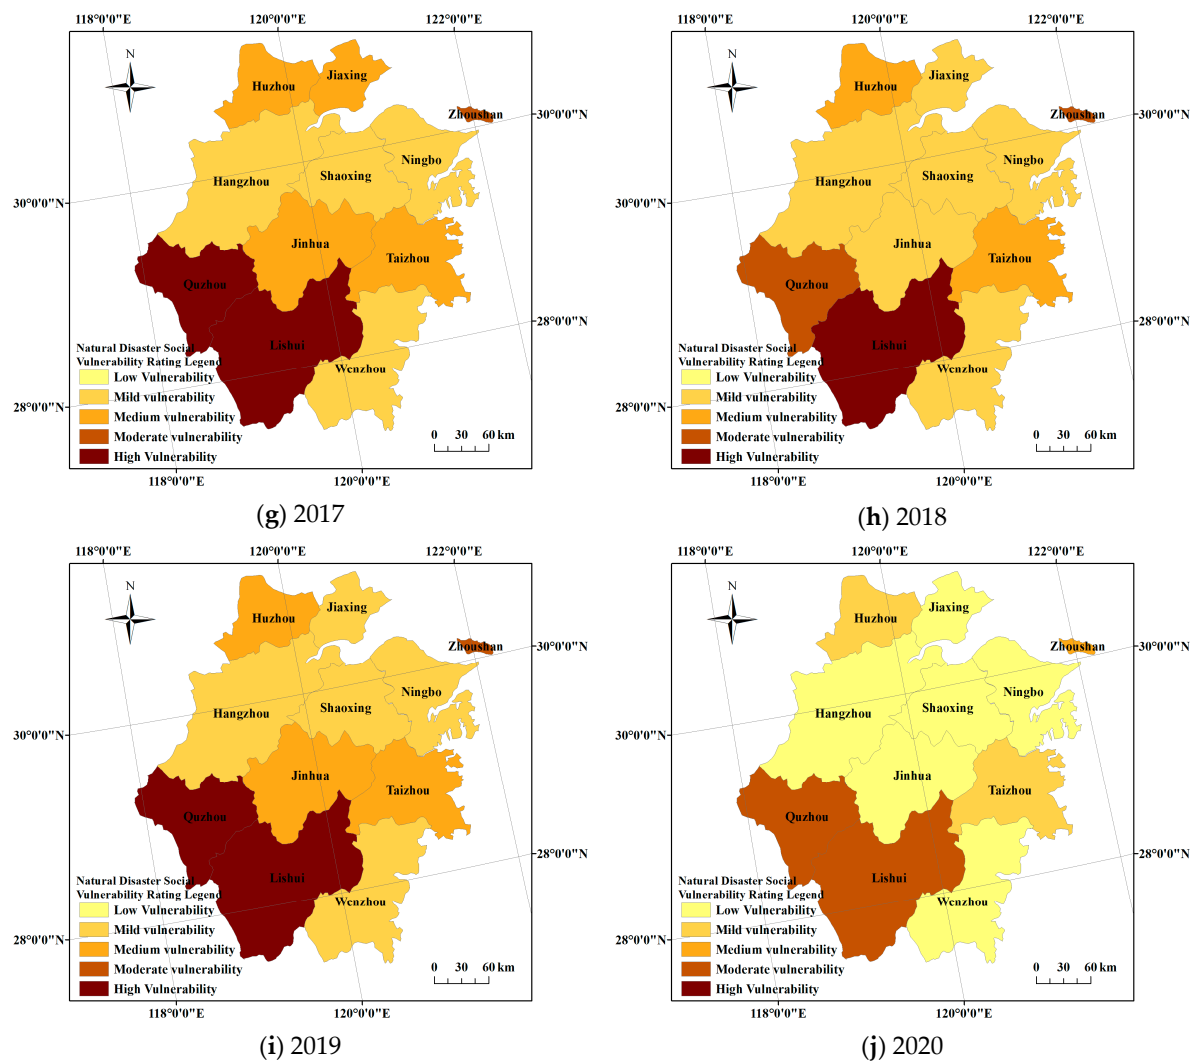 118°0'0"E 120°0'0"E 122°0'0"E
N
Huzhou
Jiaxing
Zhoushan
30°0'0"N
Ningbo
Shaoxing
Hangzhou
30°0'0"N
Jinhua
Taizhou
Quzhou
28°0'0"N
Lishui
Wenzhou
Natural Disaster Social
Vulnerability Rating Legend
Low Vulnerability
Mild vulnerability
Medium vulnerability
Moderate vulnerability
High Vulnerability
28°0'0"N
0 30 60 km
118°0'0"E 120°0'0"E
(g) 2017
118°0'0"E 120°0'0"E 122°0'0"E
N
Huzhou
Jiaxing
Zhoushan
30°0'0"N
Ningbo
Shaoxing
Hangzhou
30°0'0"N
Jinhua
Taizhou
Quzhou
28°0'0"N
Lishui
Wenzhou
Natural Disaster Social
Vulnerability Rating Legend
Low Vulnerability
Mild vulnerability
Medium vulnerability
Moderate vulnerability
High Vulnerability
28°0'0"N
0 30 60 km
118°0'0"E 120°0'0"E
(h) 2018
118°0'0"E 120°0'0"E 122°0'0"E
N
Huzhou
Jiaxing
Zhoushan
30°0'0"N
Ningbo
Shaoxing
Hangzhou
30°0'0"N
Jinhua
Taizhou
Quzhou
28°0'0"N
Lishui
Wenzhou
Natural Disaster Social
Vulnerability Rating Legend
Low Vulnerability
Mild vulnerability
Medium vulnerability
Moderate vulnerability
High Vulnerability
28°0'0"N
0 30 60 km
118°0'0"E 120°0'0"E
(i) 2019
118°0'0"E 120°0'0"E 122°0'0"E
N
Huzhou
Jiaxing
Zhoushan
30°0'0"N
Ningbo
Shaoxing
Hangzhou
30°0'0"N
Jinhua
Taizhou
Quzhou
28°0'0"N
Lishui
Wenzhou
Natural Disaster Social
Vulnerability Rating Legend
Low Vulnerability
Mild vulnerability
Medium vulnerability
Moderate vulnerability
High Vulnerability
28°0'0"N
0 30 60 km
118°0'0"E 120°0'0"E
(j) 2020